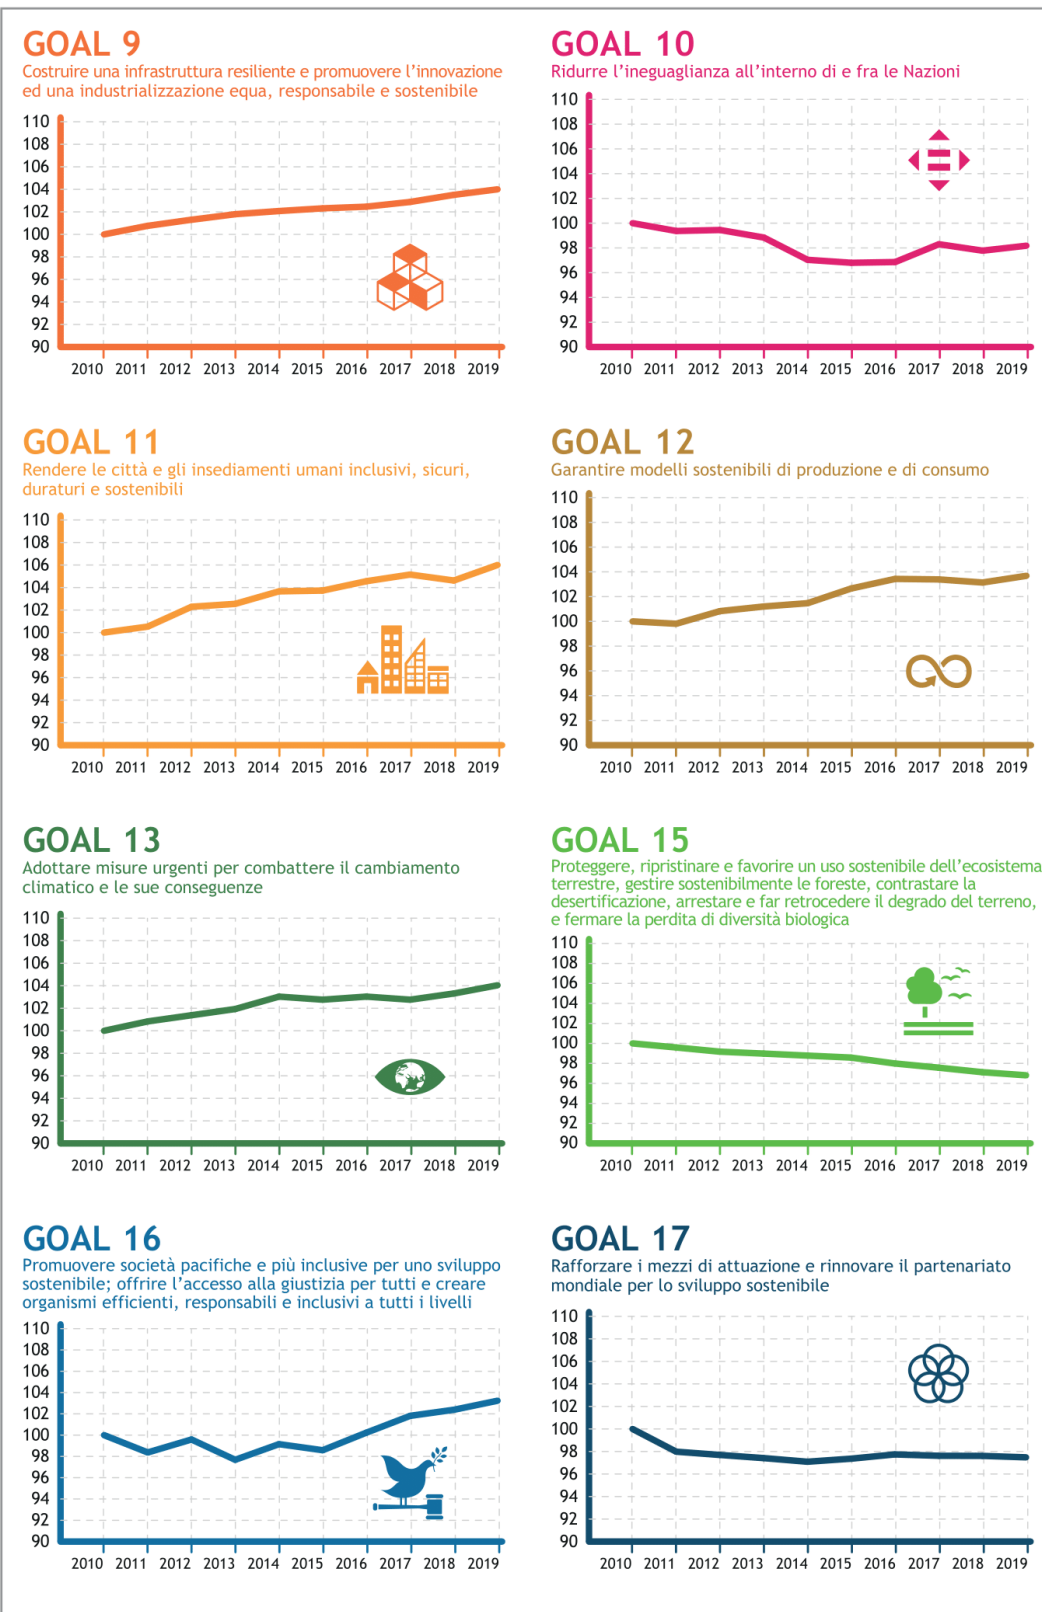 GOAL 9
Costruire una infrastruttura resiliente e promuovere l'innovazione
ed una industrializzazione equa, responsabile e sostenibile
110
108
106
104
102
100
98
96
94
92
90
2010 2011 2012 2013 2014 2015 2016 2017 2018 2019
GOAL 10
Ridurre l'ineguaglianza all'interno di e fra le Nazioni
110
108
106
104
102
100
98
96
94
92
90
2010 2011 2012 2013 2014 2015 2016 2017 2018 2019
GOAL 11
Rendere le città e gli insediamenti umani inclusivi, sicuri,
duraturi e sostenibili
110
108
106
104
102
100
98
96
94
92
90
2010 2011 2012 2013 2014 2015 2016 2017 2018 2019
GOAL 12
Garantire modelli sostenibili di produzione e di consumo
110
108
106
104
102
100
98
96
94
92
90
2010 2011 2012 2013 2014 2015 2016 2017 2018 2019
GOAL 13
Adottare misure urgenti per combattere il cambiamento
climatico e le sue conseguenze
110
108
106
104
102
100
98
96
94
92
90
2010 2011 2012 2013 2014 2015 2016 2017 2018 2019
GOAL 15
Proteggere, ripristinare e favorire un uso sostenibile dell'ecosistema
terrestre, gestire sostenibilmente le foreste, contrastare la
desertificazione, arrestare e far retrocedere il degrado del terreno,
e fermare la perdita di diversità biologica
110
108
106
104
102
100
98
96
94
92
90
2010 2011 2012 2013 2014 2015 2016 2017 2018 2019
GOAL 16
Promuovere società pacifiche e più inclusive per uno sviluppo
sostenibile; offrire l'accesso alla giustizia per tutti e creare
organismi efficienti, responsabili e inclusivi a tutti i livelli
110
108
106
104
102
100
98
96
94
92
90
2010 2011 2012 2013 2014 2015 2016 2017 2018 2019
GOAL 17
Rafforzare i mezzi di attuazione e rinnovare il partenariato
mondiale per lo sviluppo sostenibile
110
108
106
104
102
100
98
96
94
92
90
2010 2011 2012 2013 2014 2015 2016 2017 2018 2019